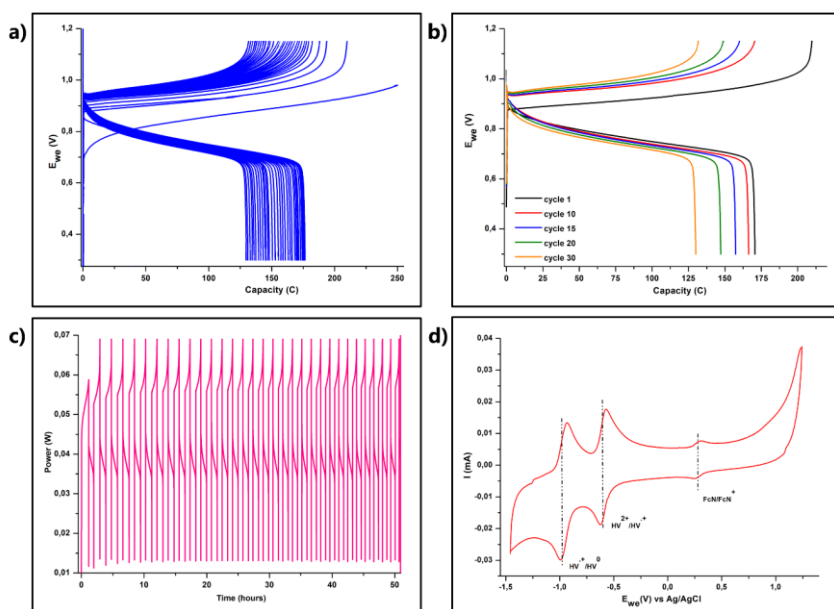 a)
1,2
1,0
0,8
0,6
0,4
E_we (V)
0
50
100
150
200
250
Capacity (C)
b)
1,2
1,0
0,8
0,6
0,4
E_we (V)
cycle 1
cycle 10
cycle 15
cycle 20
cycle 30
0
25
50
75
100
125
150
175
200
Capacity (C)
c)
0,07
0,06
0,05
0,04
0,03
0,02
0,01
Power (W)
0
10
20
30
40
50
Time (hours)
d)
0,04
0,03
0,02
0,01
0,00
-0,01
-0,02
-0,03
I (mA)
FcN/FcN^+
HV^2+/HV^.+
HV^.+/HV^0
-1,5
-1,0
-0,5
0,0
0,5
1,0
E_we(V) vs Ag/AgCl